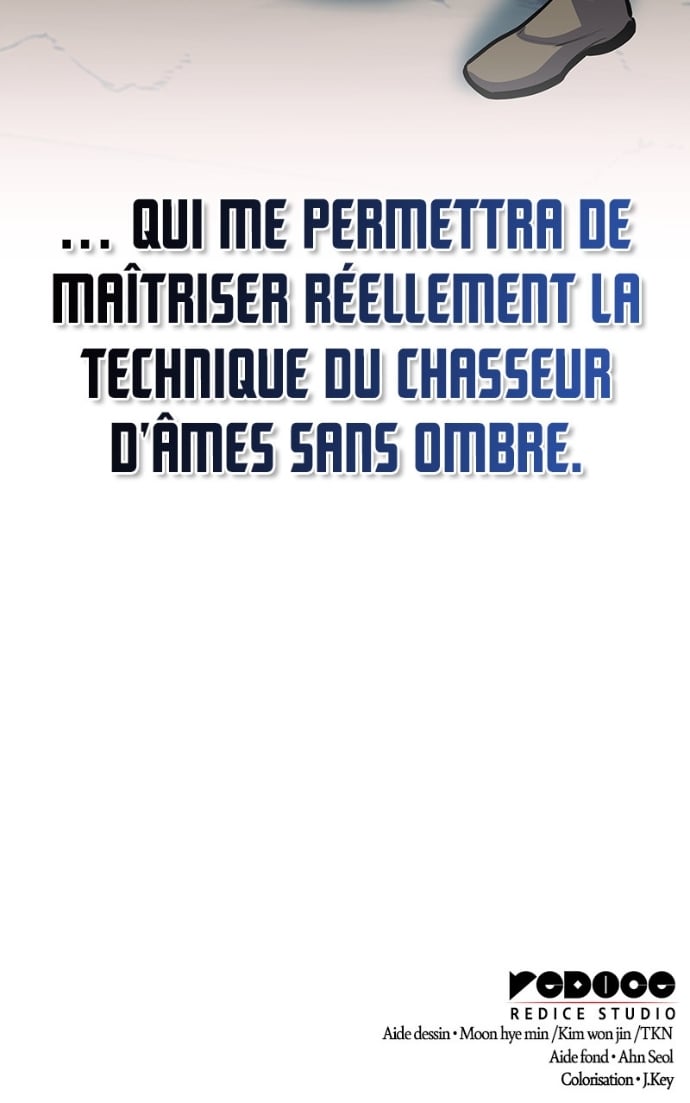 ... QUI ME PERMETTRA DE
MAÎTRISER RÉELLEMENT LA
TECHNIQUE DU CHASSEUR
D'ÂMES SANS OMBRE.
REDICE
REDICE STUDIO
Aide dessin • Moon hye min /Kim won jin /TKN
Aide fond • Ahn Seol
Colorisation • J.Key